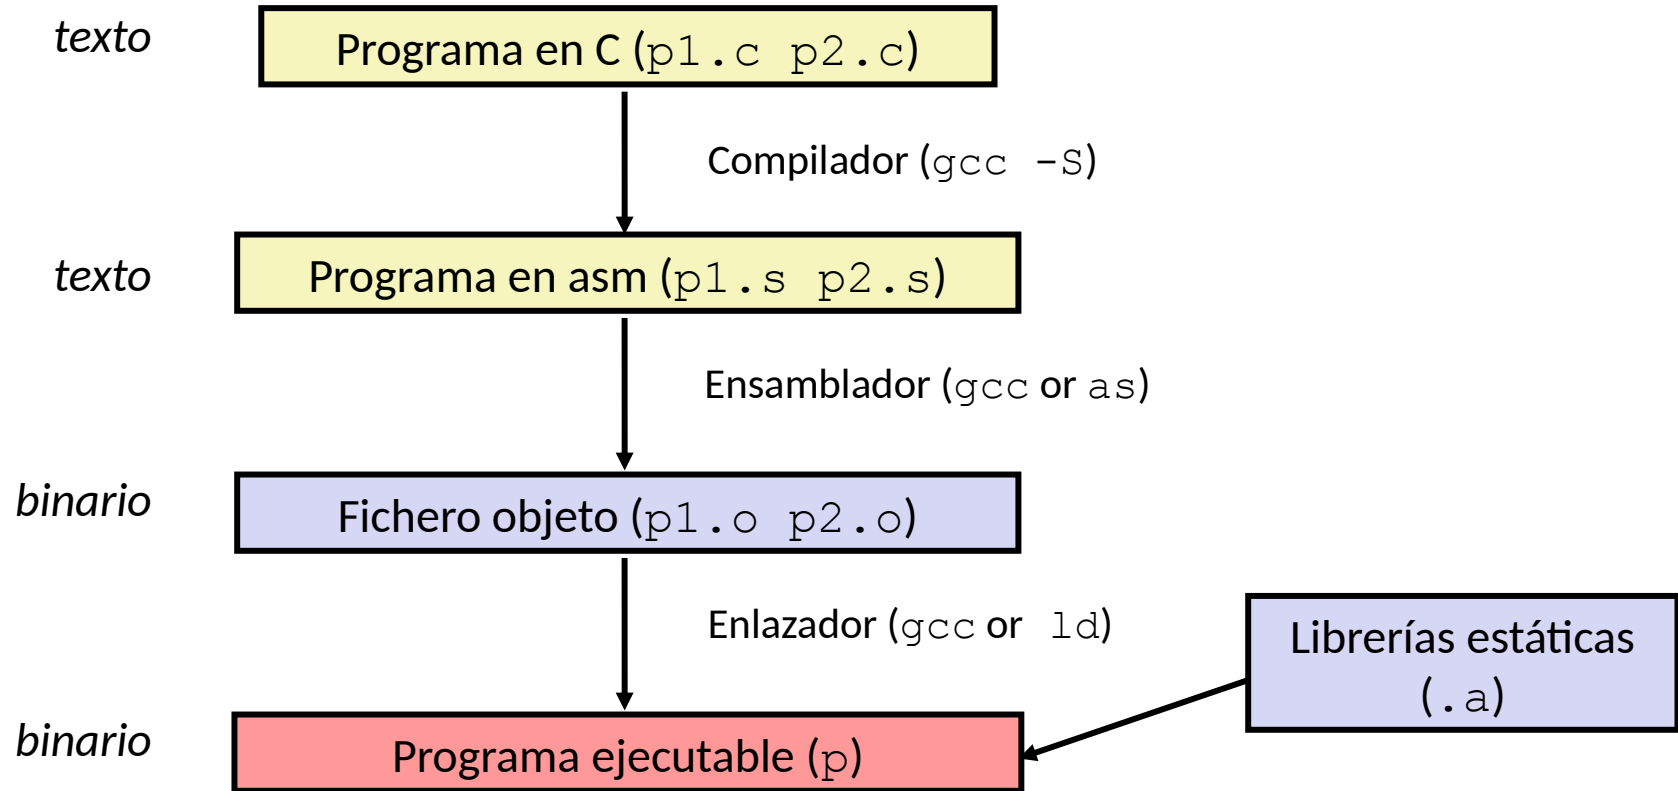 texto
Programa en C (p1.c p2.c)
Compilador (gcc –S)
texto
Programa en asm (p1.s p2.s)
Ensamblador (gcc or as)
binario
Fichero objeto (p1.o p2.o)
Enlazador (gcc or ld)
Librerías estáticas
(.a)
binario
Programa ejecutable (p)